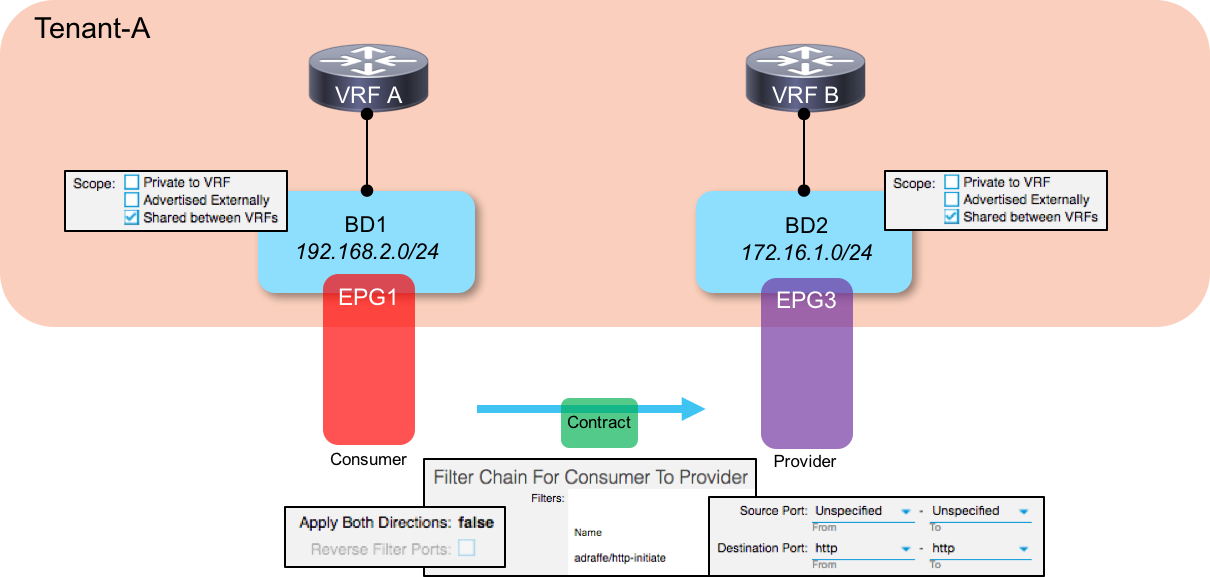 Tenant-A
VRF A
VRF B
Scope:
Private to VRF
Advertised Externally
Shared between VRFs
Scope:
Private to VRF
Advertised Externally
Shared between VRFs
BD1
192.168.2.0/24
BD2
172.16.1.0/24
EPG1
EPG3
Contract
Consumer
Provider
Filter Chain For Consumer To Provider
Filters:
Name
adraffe/http-initiate
Apply Both Directions: false
Reverse Filter Ports:
Source Port: Unspecified - Unspecified
From To
Destination Port: http - http
From To